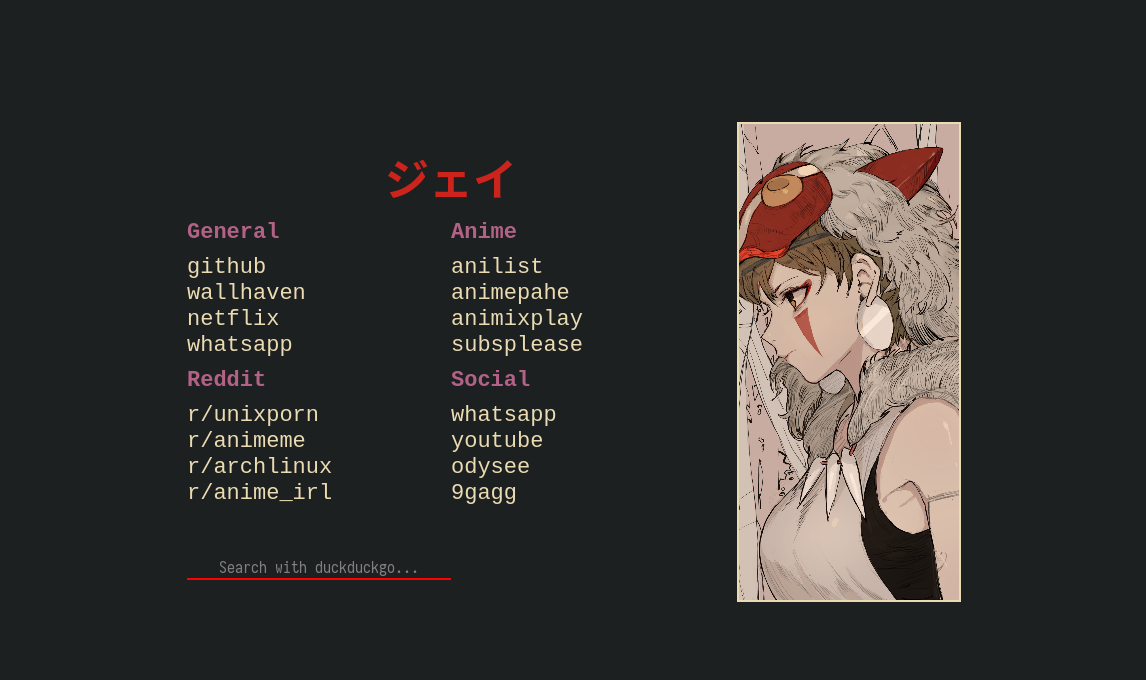 ジェイ
General
github
wallhaven
netflix
whatsapp
Anime
anilist
animepahe
animixplay
subsplease
Reddit
r/unixporn
r/animeme
r/archlinux
r/anime_irl
Social
whatsapp
youtube
odysee
9gagg
Search with duckduckgo...